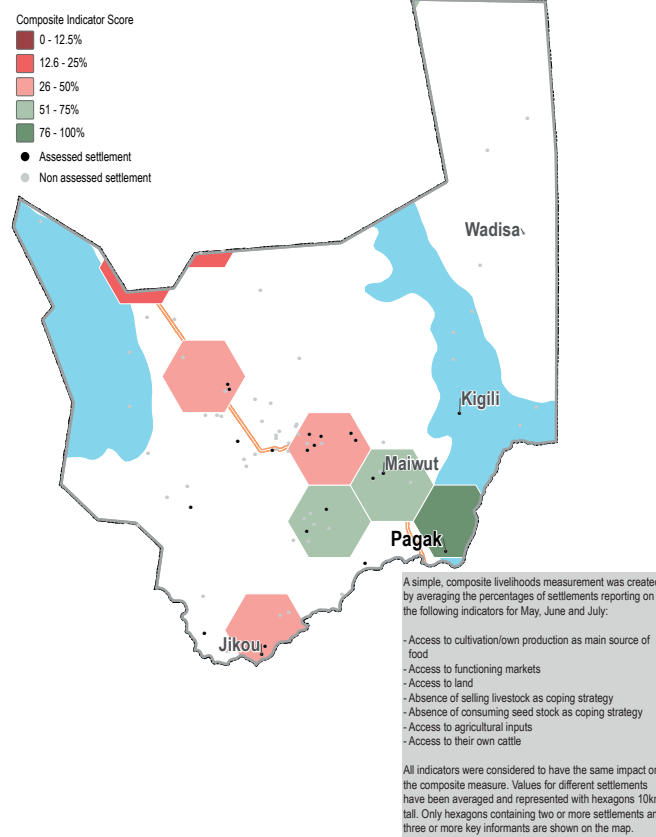 Composite Indicator Score
0 - 12.5%
12.6 - 25%
26 - 50%
51 - 75%
76 - 100%
Assessed settlement
Non assessed settlement
Wadisa
Kigili
Maiwut
Pagak
Jikou
A simple, composite livelihoods measurement was created
by averaging the percentages of settlements reporting on
the following indicators for May, June and July:
- Access to cultivation/own production as main source of
food
- Access to functioning markets
- Access to land
- Absence of selling livestock as coping strategy
- Absence of consuming seed stock as coping strategy
- Access to agricultural inputs
- Access to their own cattle
All indicators were considered to have the same impact on
the composite measure. Values for different settlements
have been averaged and represented with hexagons 10km
tall. Only hexagons containing two or more settlements an
three or more key informants are shown on the map.